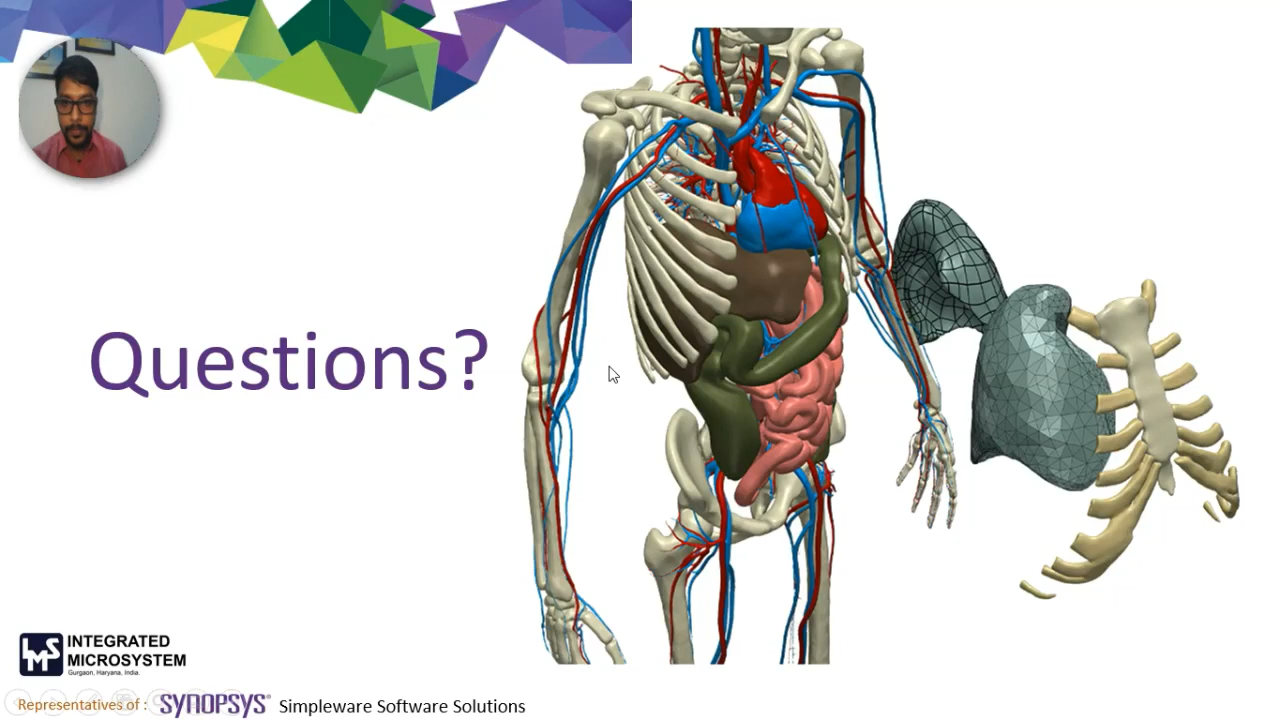 Questions?
INTEGRATED
MICROSYSTEM
Gurgaon, Haryana, India
Representatives of :
SYNOPSYS®
Simpleware Software Solutions